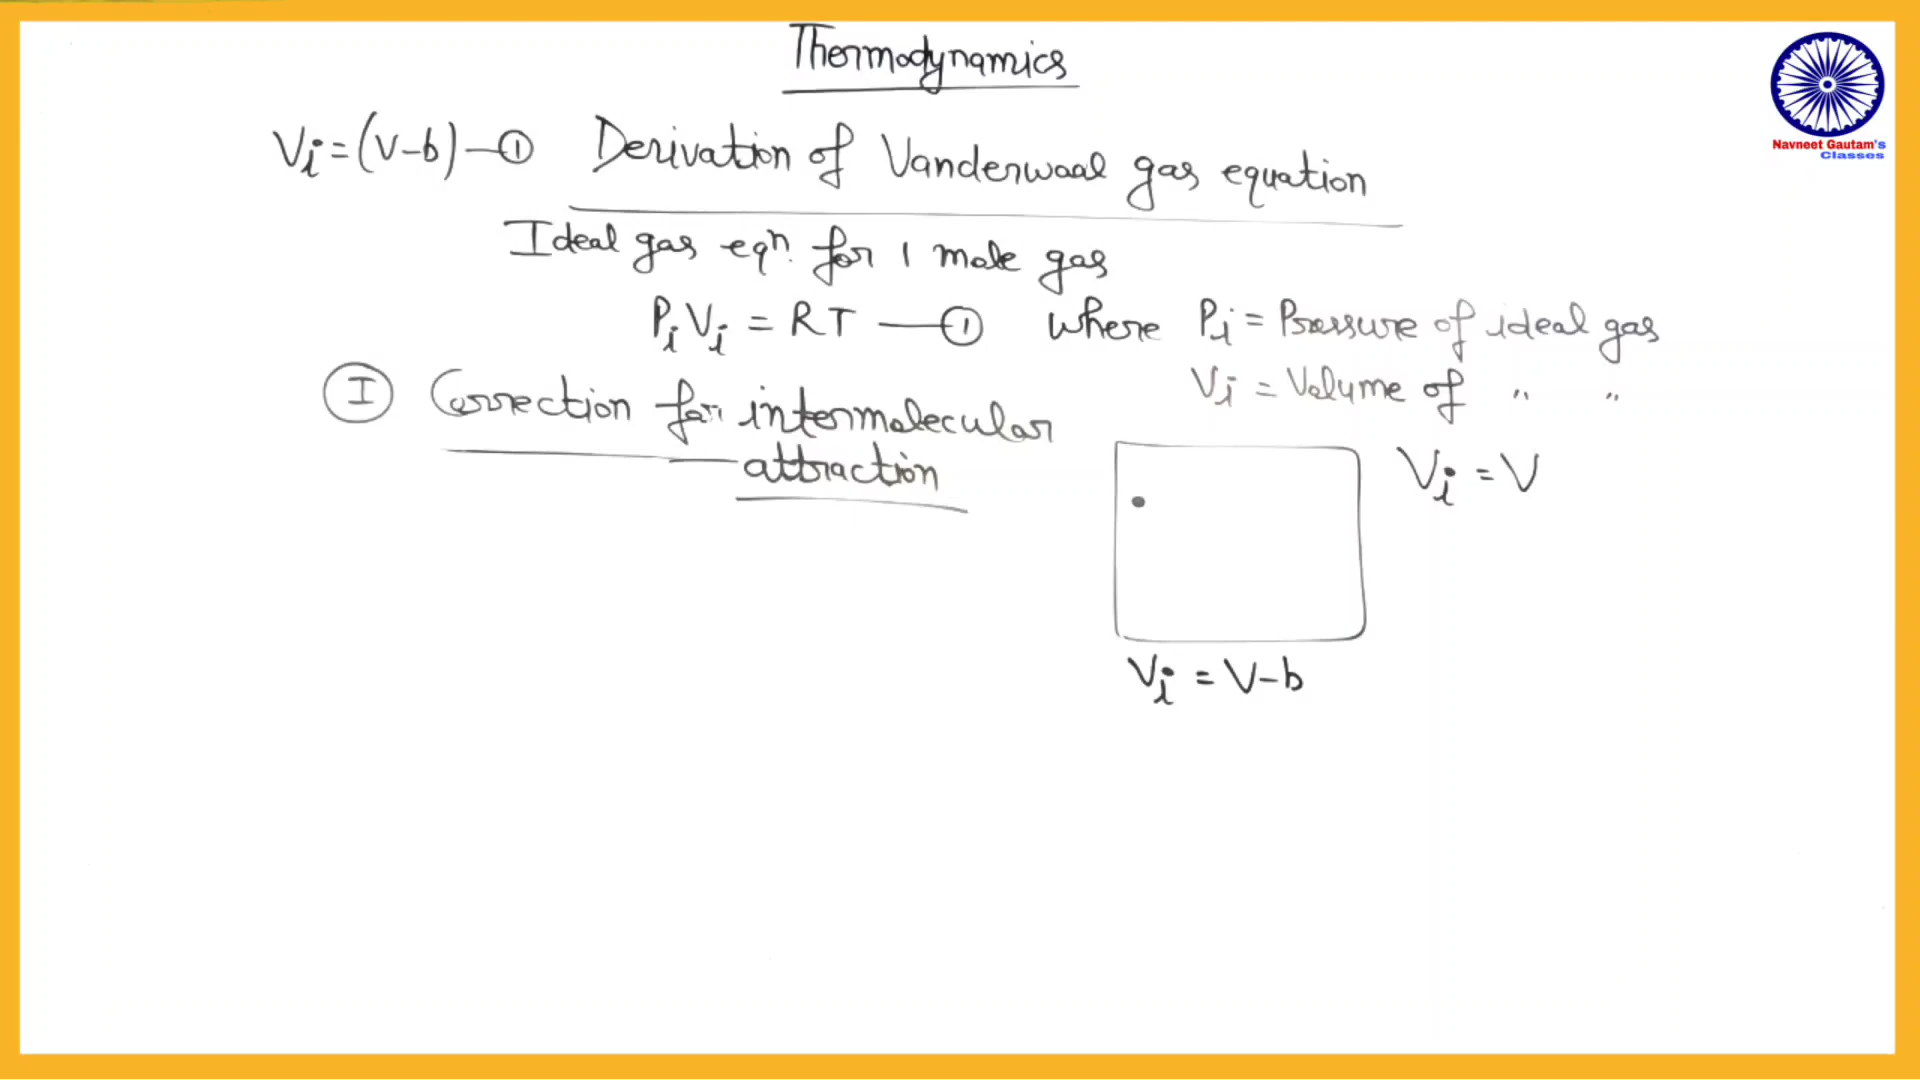 Thermodynamics
Navneet Gautam's
Classes
Vi = (V-b) — ①
Derivation of Vanderwaal gas equation
Ideal gas eqn. for 1 mole gas
PiVi = RT — ① where Pi = Pressure of ideal gas
Vi = Volume of " "
Ⓘ Correction for intermolecular
attraction
Vi = V
Vi = V-b